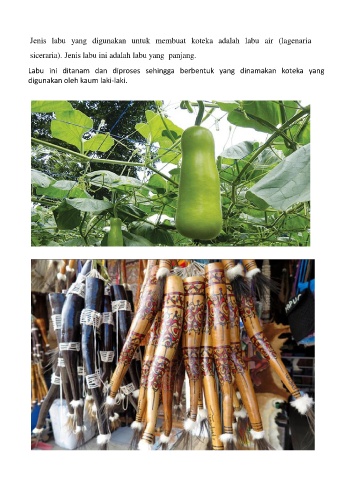 Jenis labu yang digunakan untuk membuat koteka adalah labu air (lagenaria
siceraria). Jenis labu ini adalah labu yang panjang.
Labu ini ditanam dan diproses sehingga berbentuk yang dinamakan koteka yang
digunakan oleh kaum laki-laki.